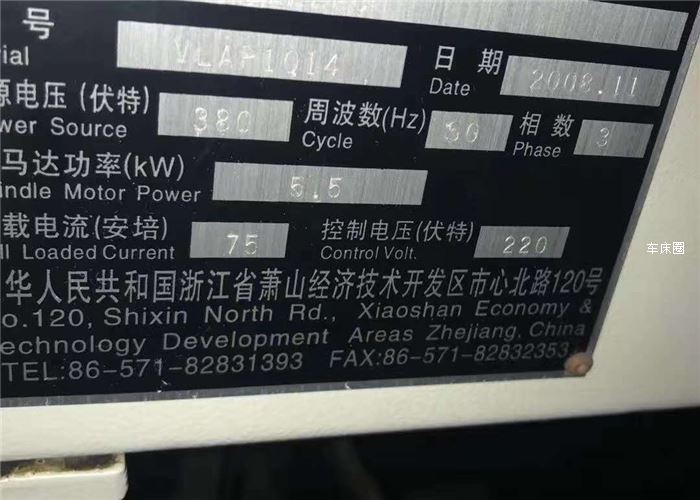 号 日 期
rial VLAP1Q14 Date 2008.11
源电压(伏特) 380 周波数(Hz) 50 相 数 3
wer Source Cycle Phase
马达功率(kW) 5.5
indle Motor Power
载电流(安培) 75 控制电压(伏特) 220
ll Loaded Current Control Volt.
车床圈
华人民共和国浙江省萧山经济技术开发区市心北路120号
o.120, Shixin North Rd., Xiaoshan Economy &
echnology Development Areas Zhejiang, China
TEL:86-571-82831393 FAX:86-571-82832353